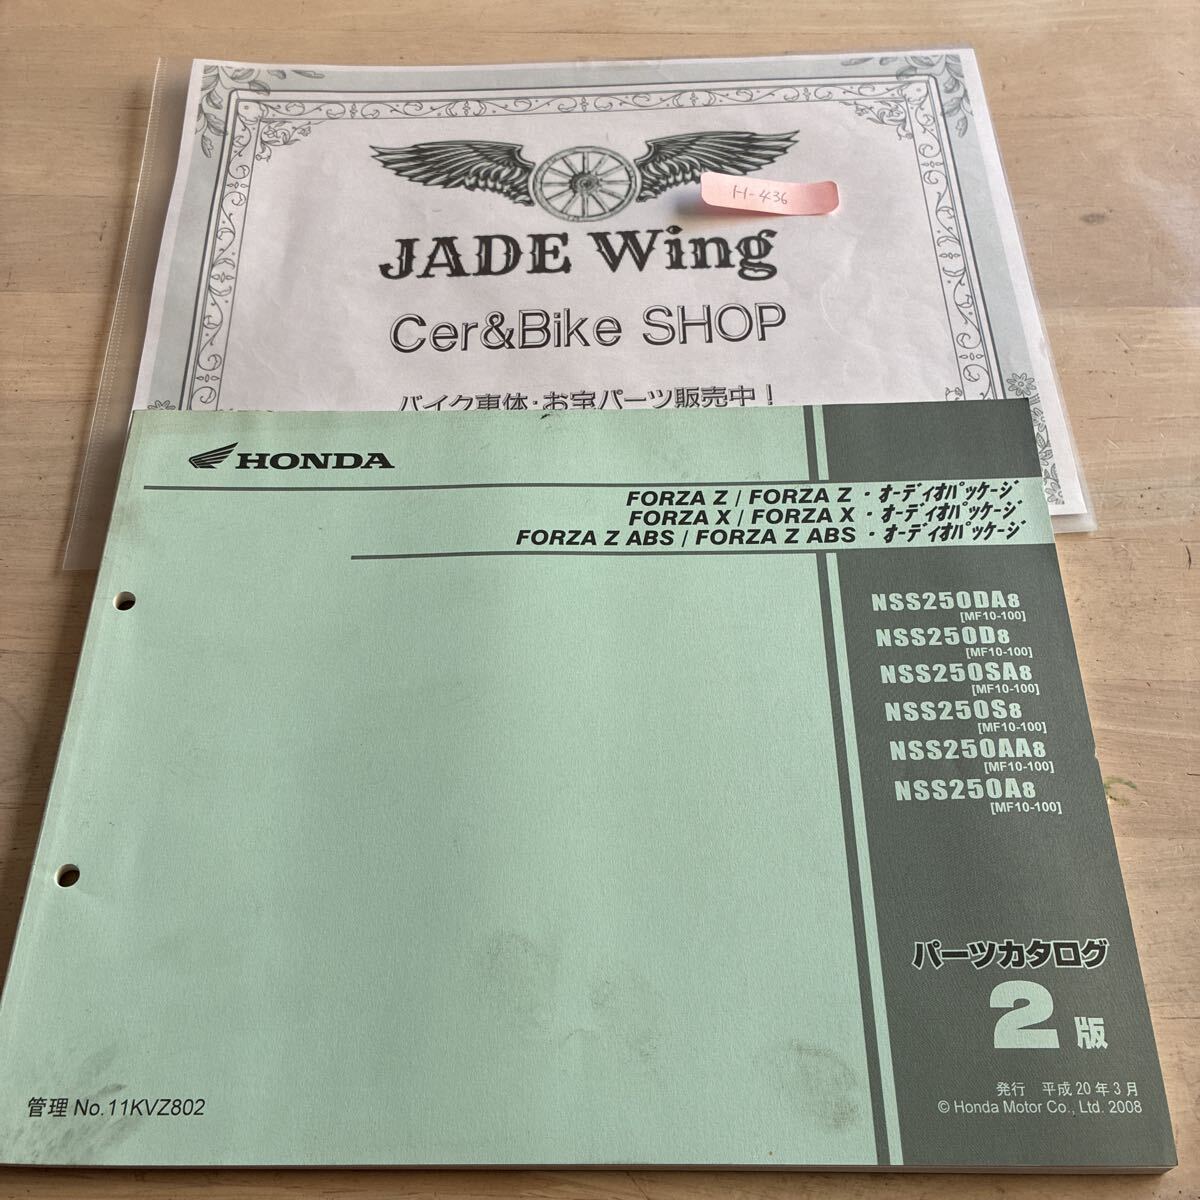 H-436
JADE Wing
Cer&Bike SHOP
バイク車体・お宝パーツ販売中！
HONDA
FORZA Z / FORZA Z ・ ｵｰﾃﾞｨｵﾊﾟｯｹｰｼﾞ
FORZA X / FORZA X ・ ｵｰﾃﾞｨｵﾊﾟｯｹｰｼﾞ
FORZA Z ABS / FORZA Z ABS ・ ｵｰﾃﾞｨｵﾊﾟｯｹｰｼﾞ
NSS250DA8
[MF10-100]
NSS250D8
[MF10-100]
NSS250SA8
[MF10-100]
NSS250S8
[MF10-100]
NSS250AA8
[MF10-100]
NSS250A8
[MF10-100]
パーツカタログ
2版
発行 平成20年3月
© Honda Motor Co., Ltd. 2008
管理 No.11KVZ802